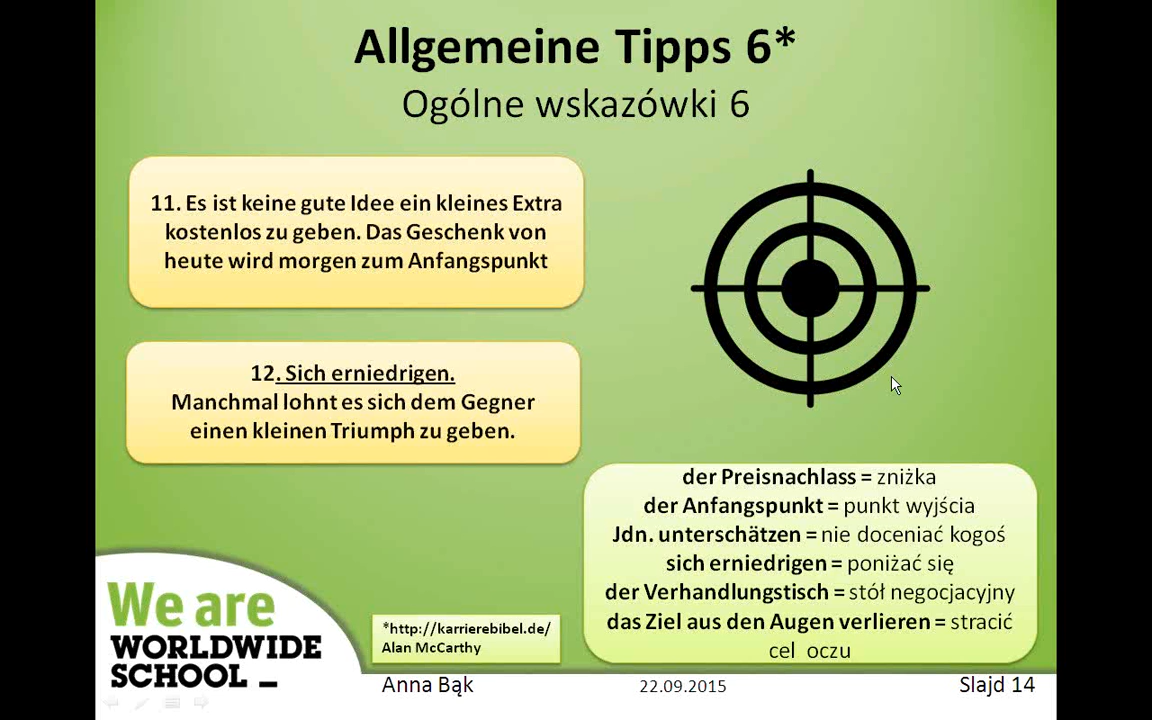 Allgemeine Tipps 6*
Ogólne wskazówki 6
11. Es ist keine gute Idee ein kleines Extra
kostenlos zu geben. Das Geschenk von
heute wird morgen zum Anfangspunkt
12. Sich erniedrigen.
Manchmal lohnt es sich dem Gegner
einen kleinen Triumph zu geben.
der Preisnachlass = zniżka
der Anfangspunkt = punkt wyjścia
Jdn. unterschätzen = nie doceniać kogoś
sich erniedrigen = poniżać się
der Verhandlungstisch = stół negocjacyjny
das Ziel aus den Augen verlieren = stracić
cel oczu
We are
WORLDWIDE
SCHOOL _
*http://karrierebibel.de/
Alan McCarthy
Anna Bąk
22.09.2015
Slajd 14